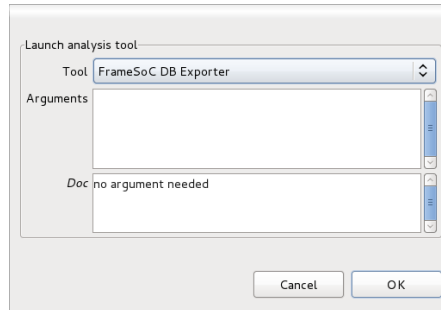 Launch analysis tool
Tool FrameSoC DB Exporter
Arguments
Doc no argument needed
Cancel OK